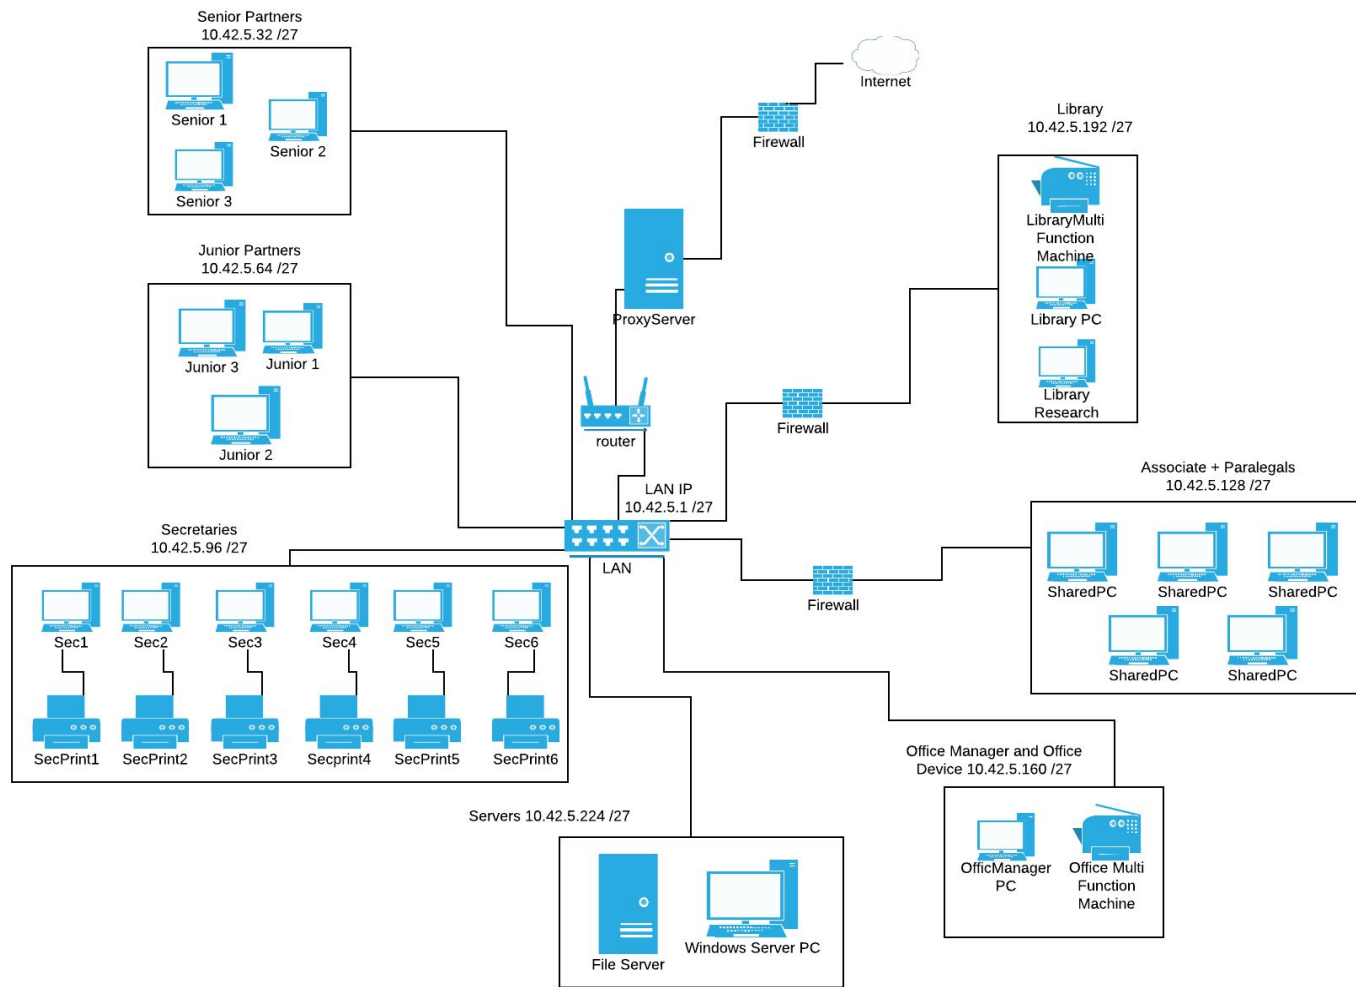 Senior Partners
10.42.5.32 /27
Senior 1
Senior 2
Senior 3
Internet
Firewall
Library
10.42.5.192 /27
LibraryMulti
Function
Machine
Library PC
Library
Research
Junior Partners
10.42.5.64 /27
Junior 3
Junior 1
Junior 2
ProxyServer
router
Firewall
LAN IP
10.42.5.1 /27
LAN
Associate + Paralegals
10.42.5.128 /27
SharedPC
SharedPC
SharedPC
SharedPC
SharedPC
Firewall
Secretaries
10.42.5.96 /27
Sec1
Sec2
Sec3
Sec4
Sec5
Sec6
SecPrint1
SecPrint2
SecPrint3
Secprint4
SecPrint5
SecPrint6
Office Manager and Office
Device 10.42.5.160 /27
OfficManager
PC
Office Multi
Function
Machine
Servers 10.42.5.224 /27
File Server
Windows Server PC